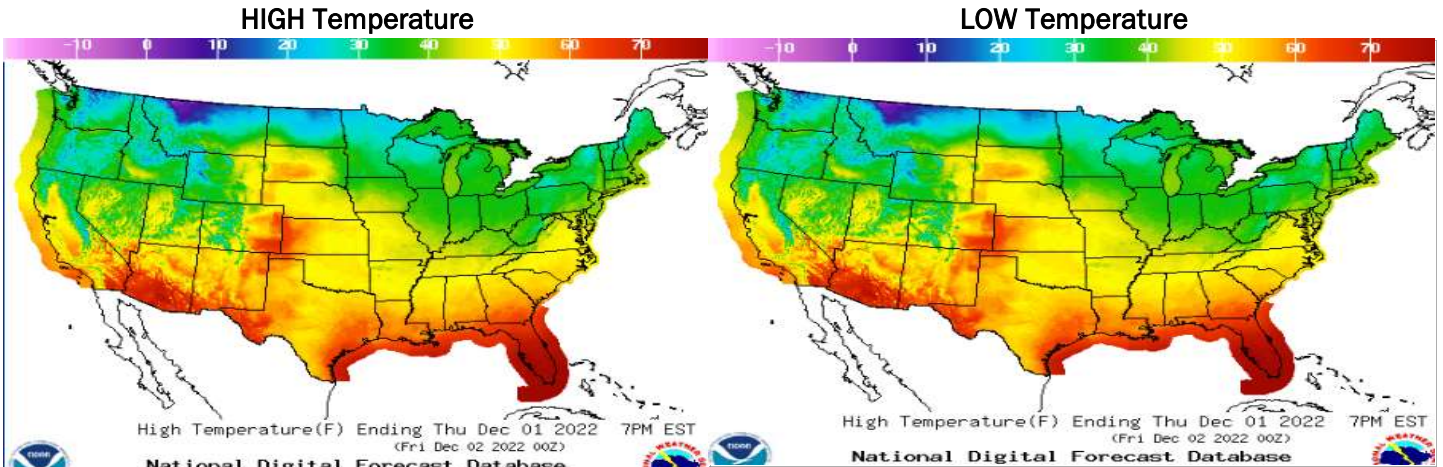 HIGH Temperature
LOW Temperature
-10 0 10 20 30 40 50 60 70
-10 0 10 20 30 40 50 60 70
High Temperature(F) Ending Thu Dec 01 2022 7PM EST
(Fri Dec 02 2022 00Z)
National Digital Forecast Database
High Temperature(F) Ending Thu Dec 01 2022 7PM EST
(Fri Dec 02 2022 00Z)
National Digital Forecast Database
noaa
noaa